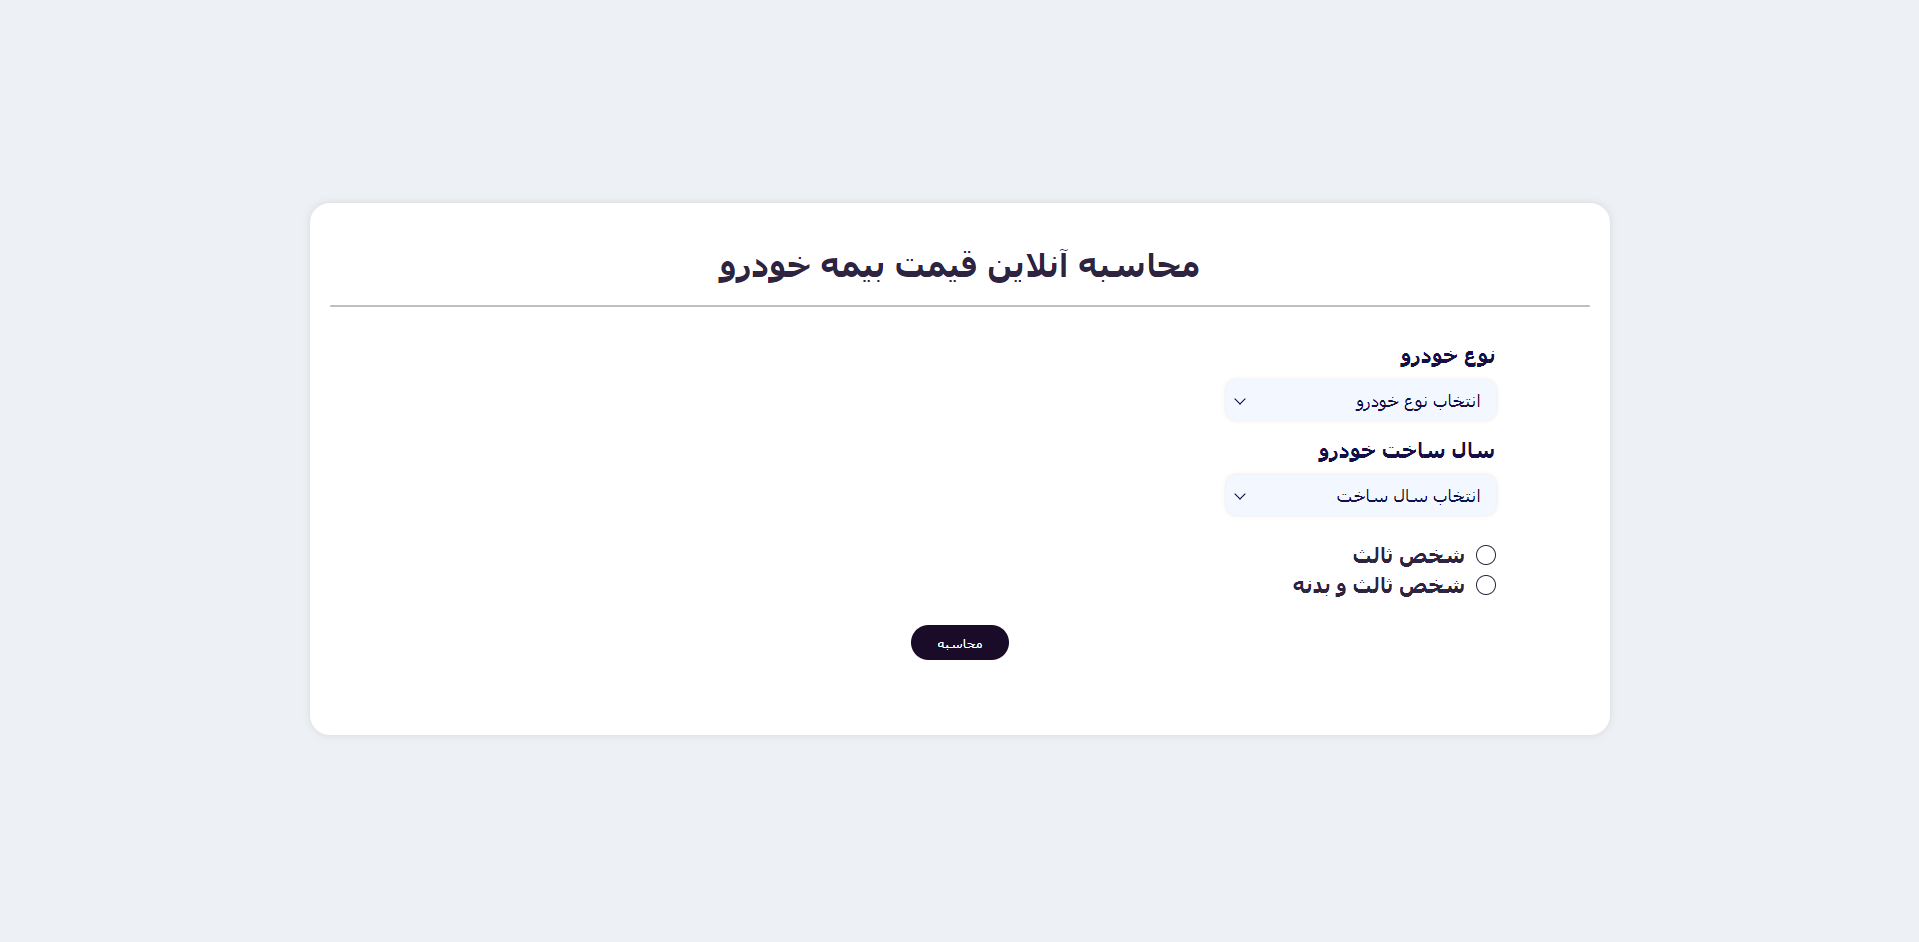 محاسبه آنلاین قیمت بیمه خودرو
نوع خودرو
انتخاب نوع خودرو
سال ساخت خودرو
انتخاب سال ساخت
شخص ثالث
شخص ثالث و بدنه
محاسبه